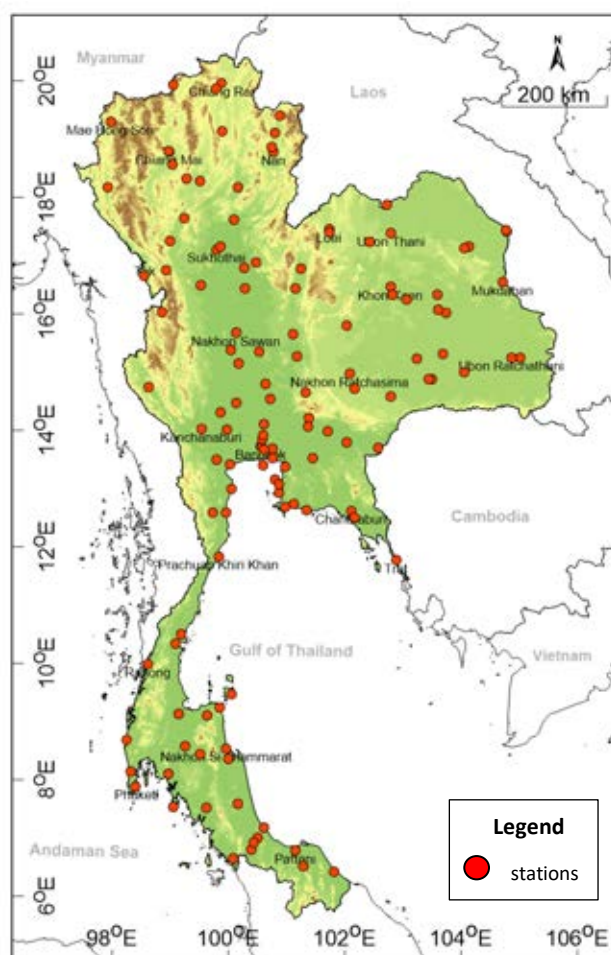 Myanmar
N
20°E
Chiang Rai
Laos
200 km
Mae Hong Son
Chiang Mai
Nan
18°E
Loei
Udon Thani
Sukhothai
Tak
Khon Kaen
Mukdahan
16°E
Nakhon Sawan
Ubon Ratchathani
Nakhon Ratchasima
14°E
Kanchanaburi
Bangkok
Chanthaburi
Cambodia
12°E
Prachuap Khiri Khan
Trat
Gulf of Thailand
Vietnam
10°E
Ranong
Nakhon Si Thammarat
8°E
Phuket
Legend
Andaman Sea
Pattani
stations
6°E
98°E 100°E 102°E 104°E 106°E